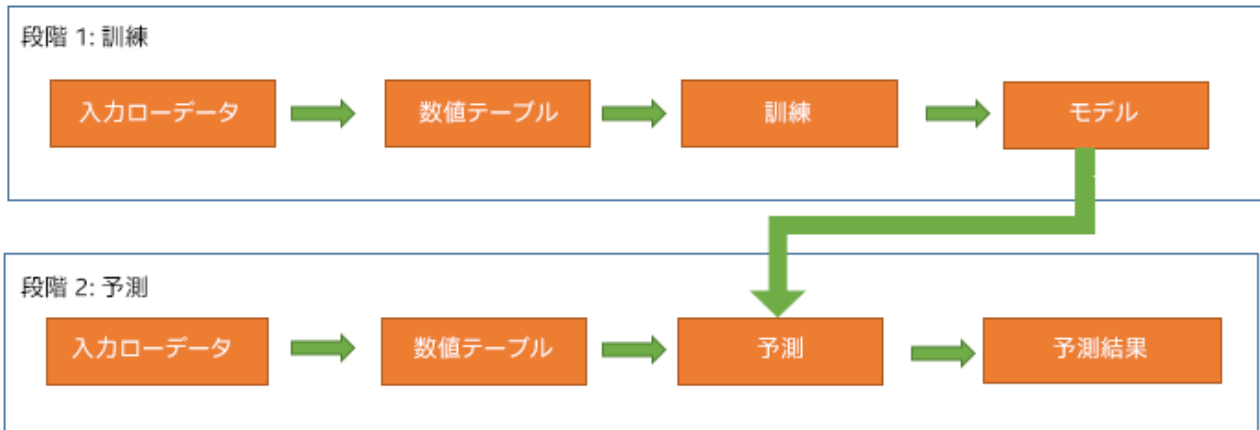 段階 1: 訓練
入力ローデータ
数値テーブル
訓練
モデル
段階 2: 予測
入力ローデータ
数値テーブル
予測
予測結果